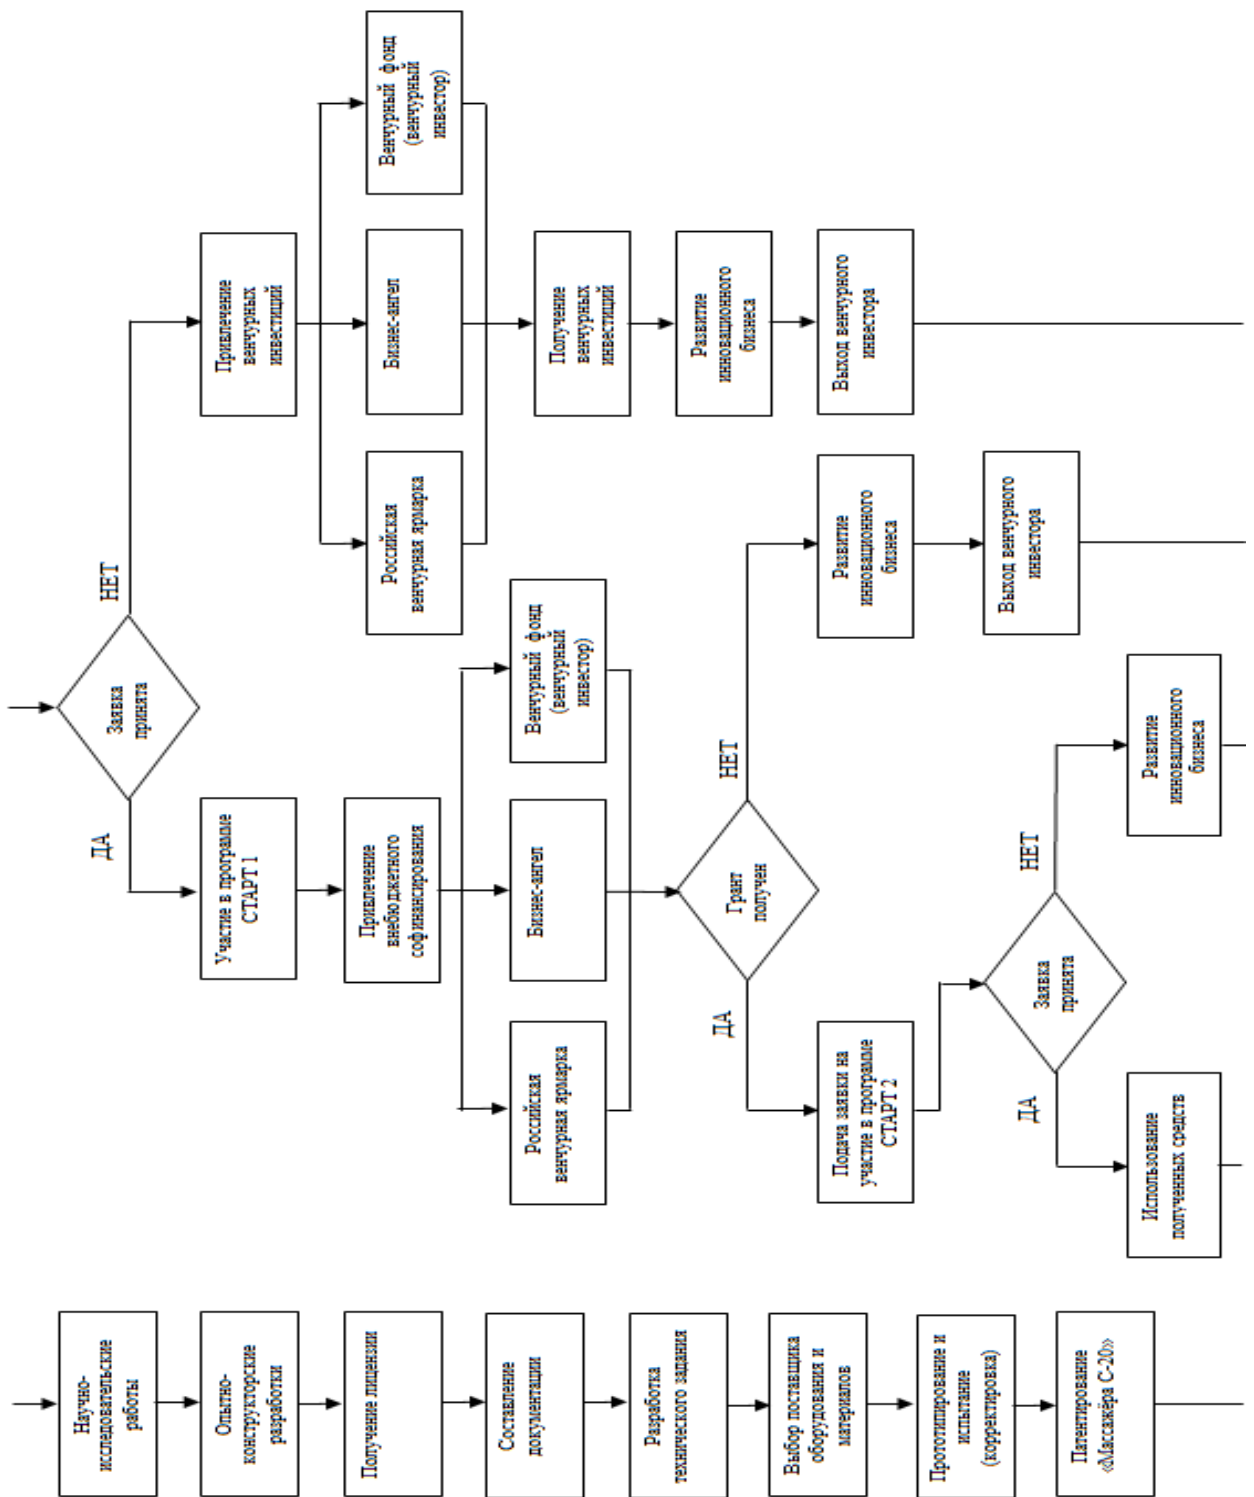 Научно-
исследовательские
работы
Опытно-
конструкторские
разработки
Получение лицензии
Составление
документации
Разработка
технического задания
Выбор поставщика
оборудования и
материалов
Прототипирование и
испытание
(корректировка)
Патентирование
«Массажёра С-20»
Заявка
принята
ДА
НЕТ
Участие в программе
СТАРТ 1
Привлечение
внебюджетного
софинансирования
Российская
венчурная ярмарка
Бизнес-ангел
Венчурный фонд
(венчурный
инвестор)
Грант
получен
ДА
НЕТ
Подача заявки на
участие в программе
СТАРТ 2
Заявка
принята
ДА
НЕТ
Использование
полученных средств
Развитие
инновационного
бизнеса
Развитие
инновационного
бизнеса
Выход венчурного
инвестора
Привлечение
венчурных
инвестиций
Российская
венчурная ярмарка
Бизнес-ангел
Венчурный фонд
(венчурный
инвестор)
Получение
венчурных
инвестиций
Развитие
инновационного
бизнеса
Выход венчурного
инвестора